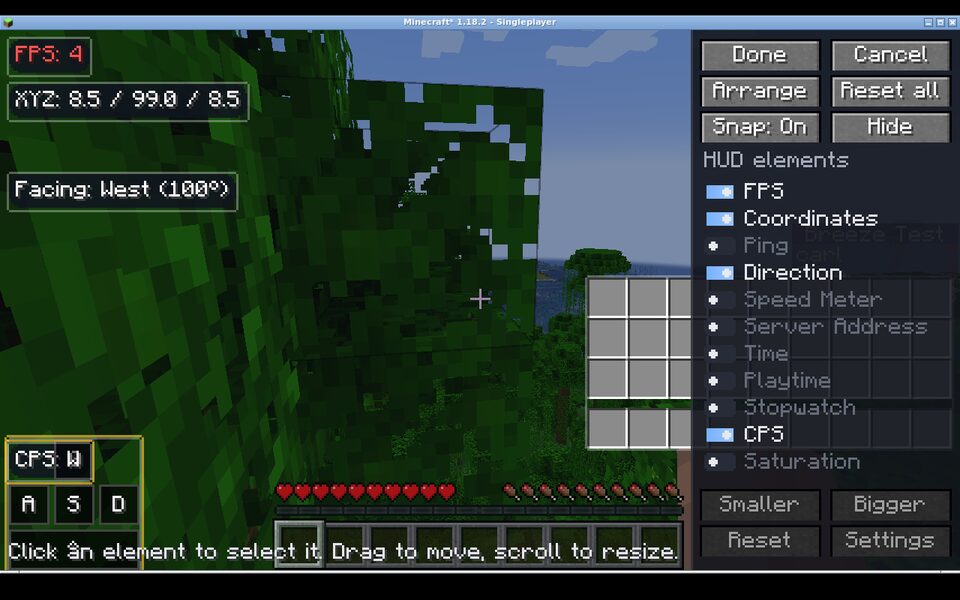 Minecraft* 1.18.2 - Singleplayer
FPS: 4
XYZ: 8.5 / 99.0 / 8.5
Facing: West (100°)
Done
Cancel
Arrange
Reset all
Snap: On
Hide
HUD elements
FPS
Coordinates
Ping
Direction
Speed Meter
Server Address
Time
Playtime
Stopwatch
CPS
Saturation
Smaller
Bigger
Reset
Settings
CPS W
A S D
Click an element to select it. Drag to move, scroll to resize.